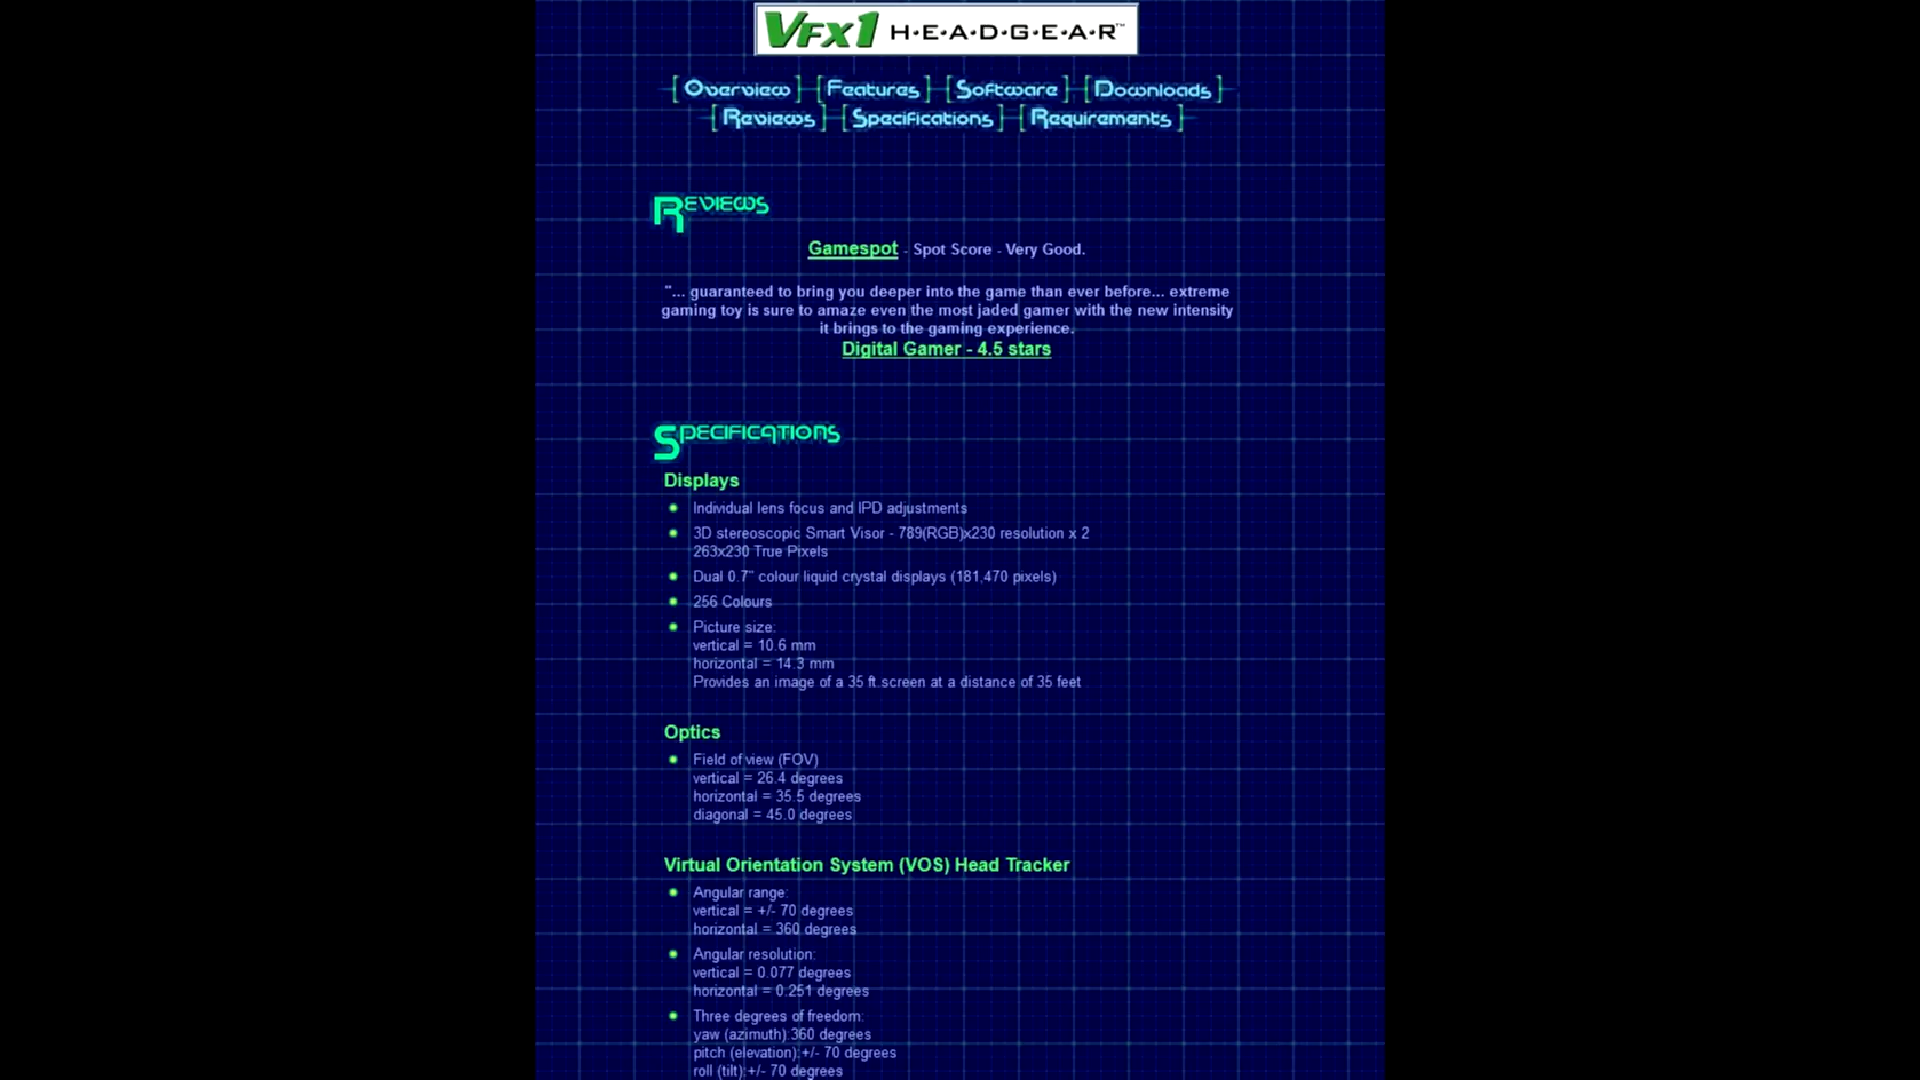 VFX1 H·E·A·D·G·E·A·R™
[Overview] [Features] [Software] [Downloads]
[Reviews] [Specifications] [Requirements]
Reviews
Gamespot - Spot Score - Very Good.
"... guaranteed to bring you deeper into the game than ever before... extreme
gaming toy is sure to amaze even the most jaded gamer with the new intensity
it brings to the gaming experience.
Digital Gamer - 4.5 stars
Specifications
Displays
Individual lens focus and IPD adjustments
3D stereoscopic Smart Visor - 789(RGB)x230 resolution x 2
263x230 True Pixels
Dual 0.7" colour liquid crystal displays (181,470 pixels)
256 Colours
Picture size:
vertical = 10.6 mm
horizontal = 14.3 mm
Provides an image of a 35 ft.screen at a distance of 35 feet
Optics
Field of view (FOV)
vertical = 26.4 degrees
horizontal = 35.5 degrees
diagonal = 45.0 degrees
Virtual Orientation System (VOS) Head Tracker
Angular range:
vertical = +/- 70 degrees
horizontal = 360 degrees
Angular resolution:
vertical = 0.077 degrees
horizontal = 0.251 degrees
Three degrees of freedom:
yaw (azimuth):360 degrees
pitch (elevation):+/- 70 degrees
roll (tilt):+/- 70 degrees